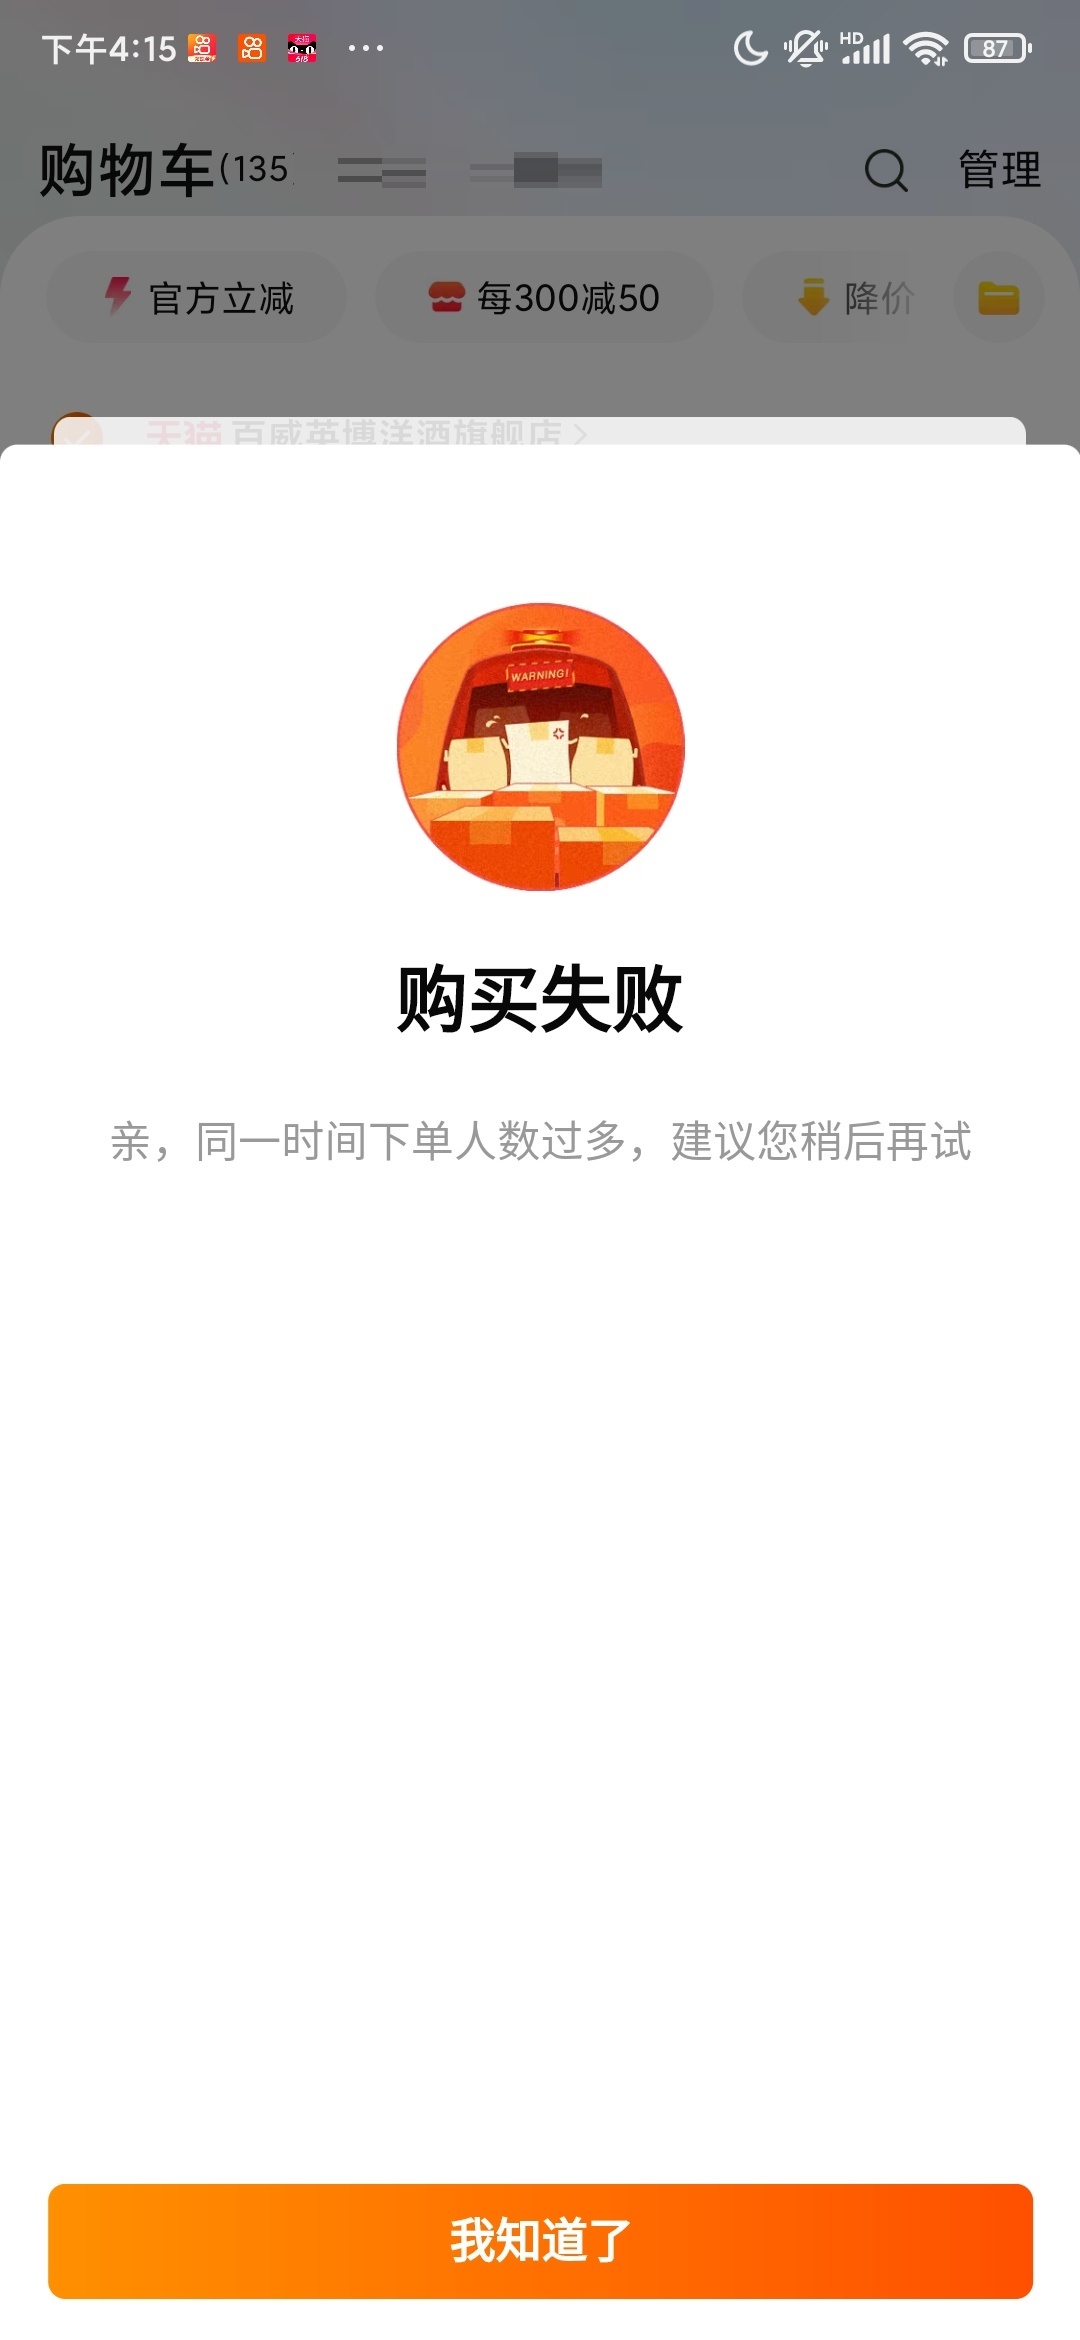 下午4:15 HD 87
购物车(135) 管理
官方立减 每300减50 降价
天猫 百威英博洋酒旗舰店
WARNING!
购买失败
亲，同一时间下单人数过多，建议您稍后再试
我知道了